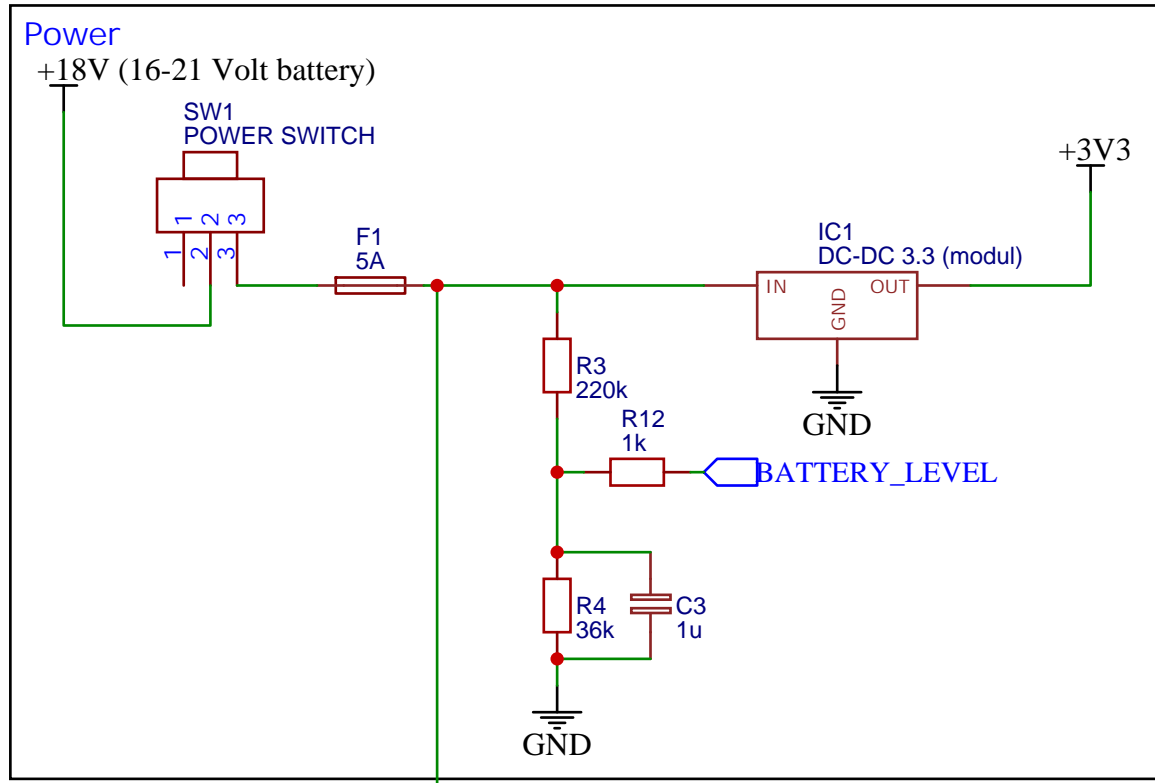 Power
+18V (16-21 Volt battery)
SW1
POWER SWITCH
1 2 3
1 2 3
+3V3
F1
5A
IC1
DC-DC 3.3 (modul)
IN
OUT
GND
GND
R3
220k
R12
1k
BATTERY_LEVEL
R4
36k
C3
1u
GND